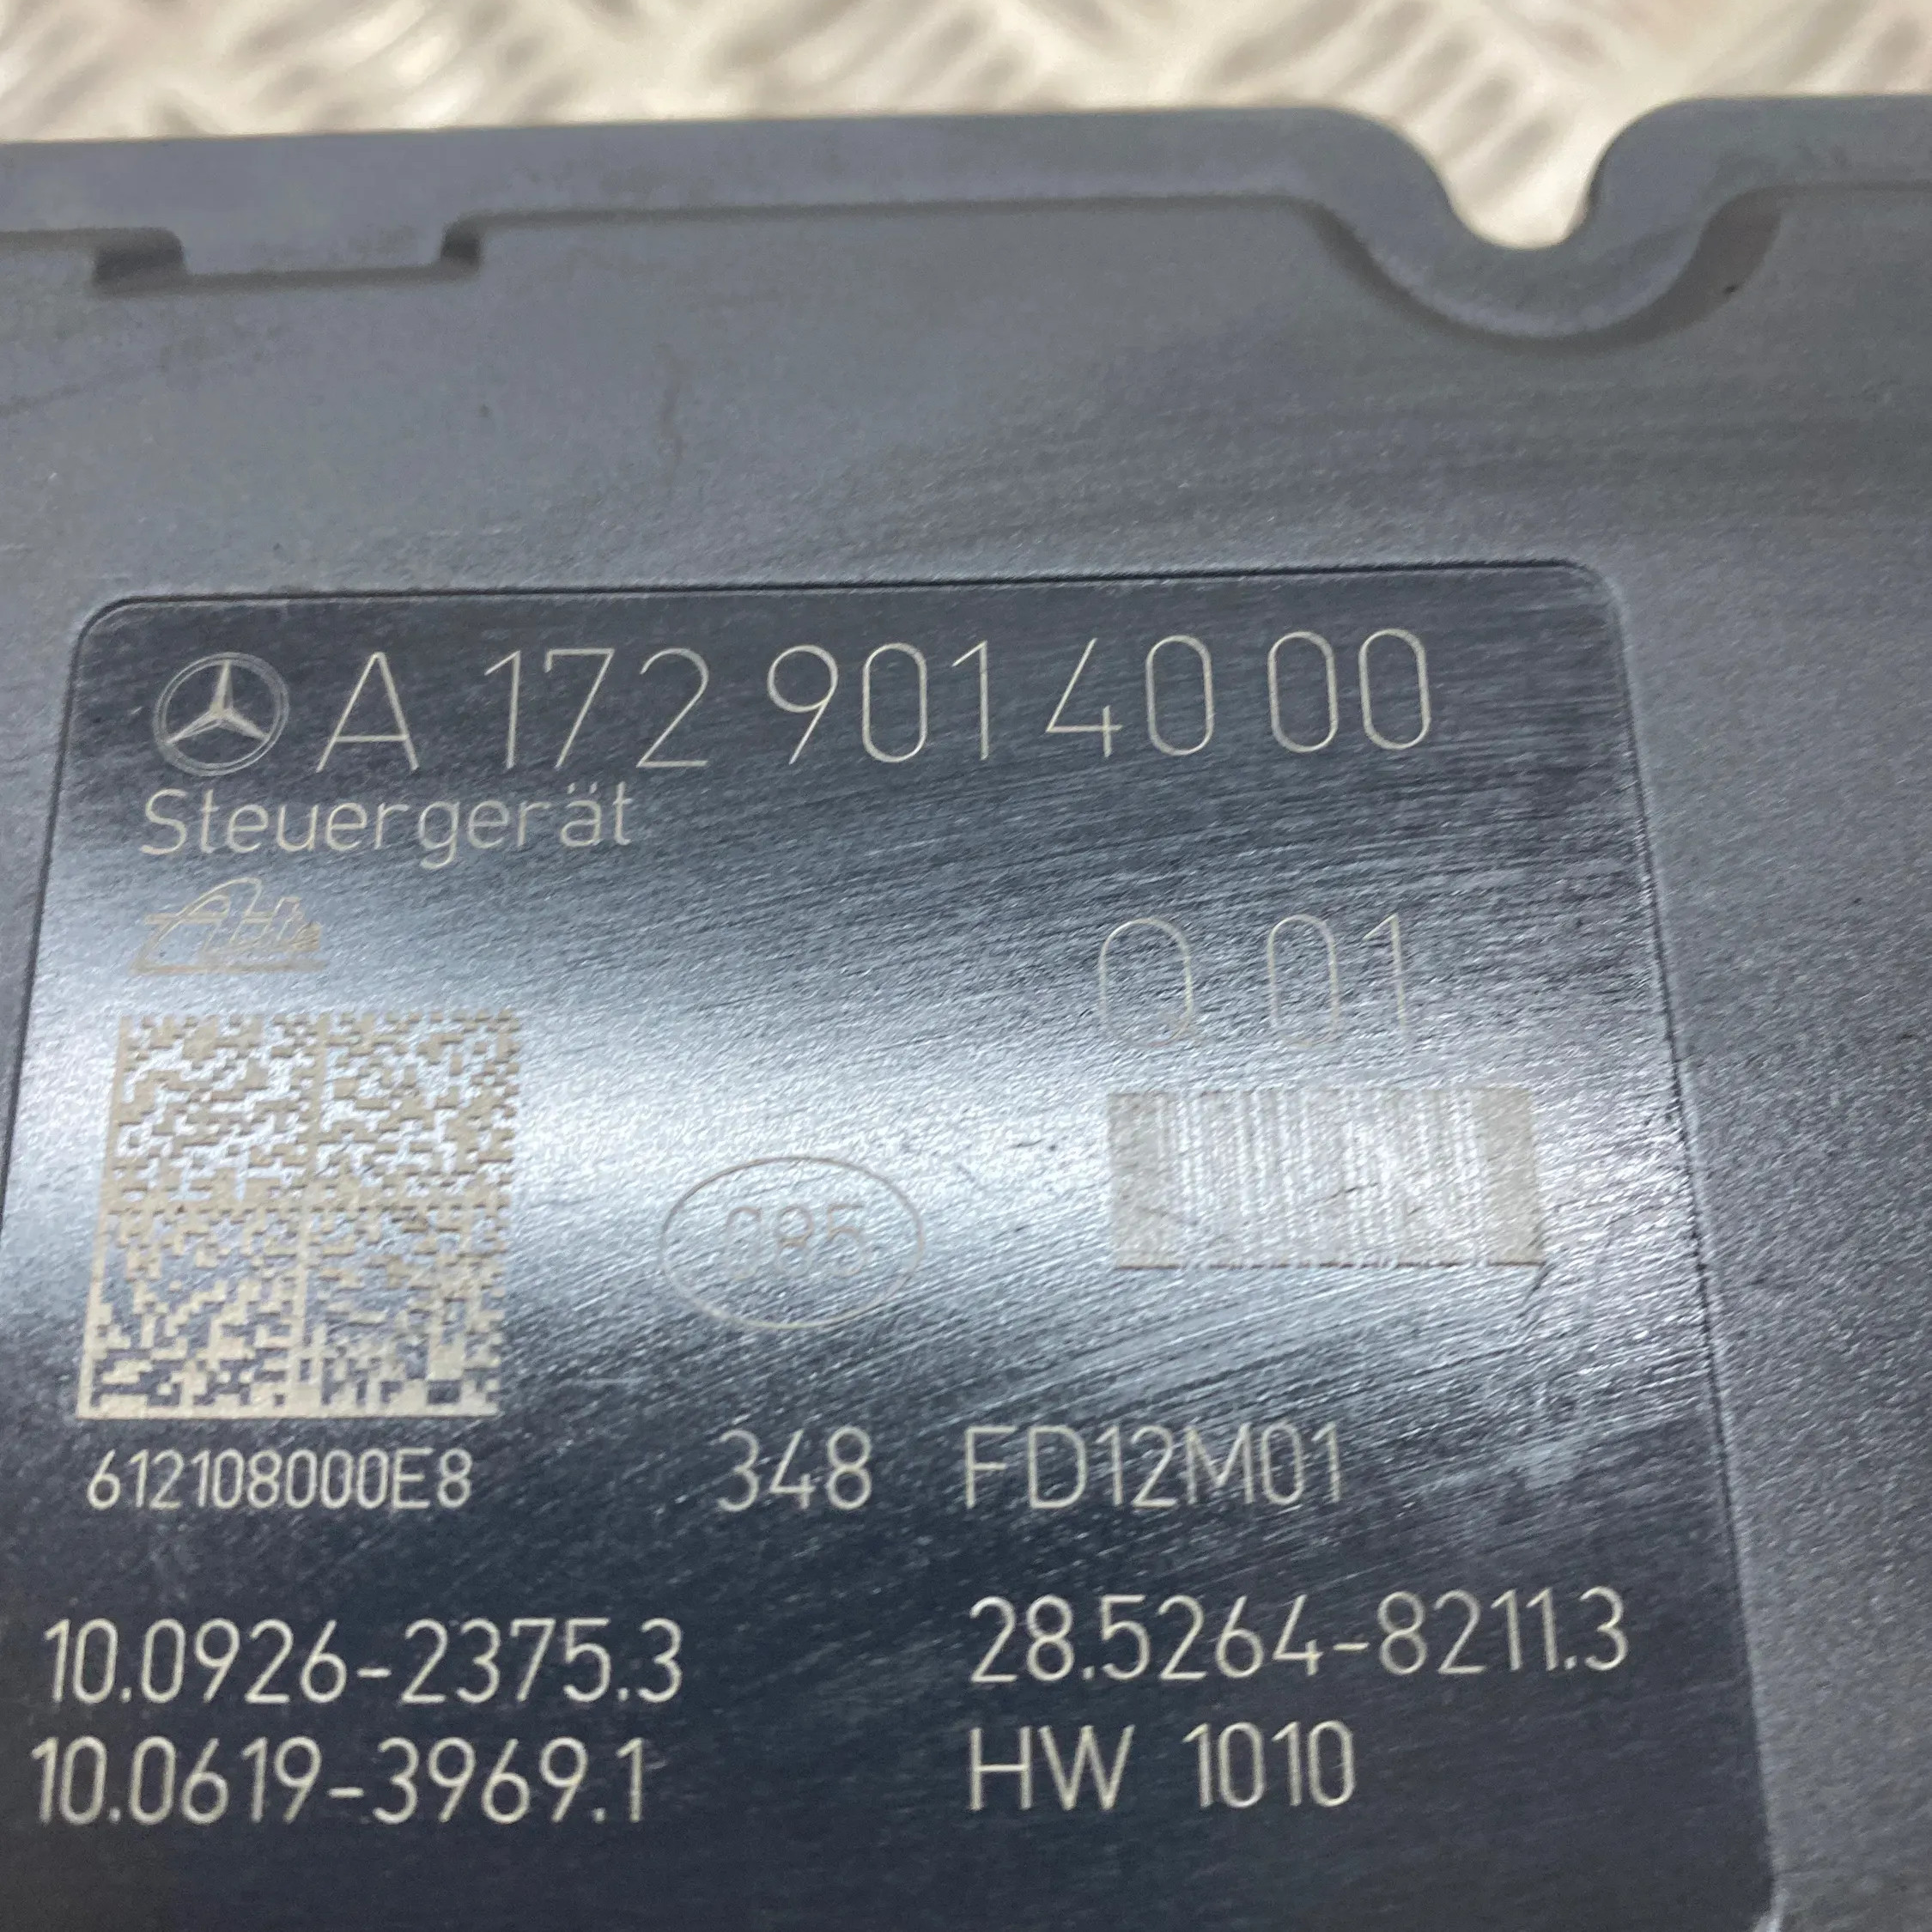 A 172 901 40 00
Steuergerät
Ate
Q 01
612108000E8
348 FD12M01
10.0926-2375.3
28.5264-8211.3
10.0619-3969.1
HW 1010